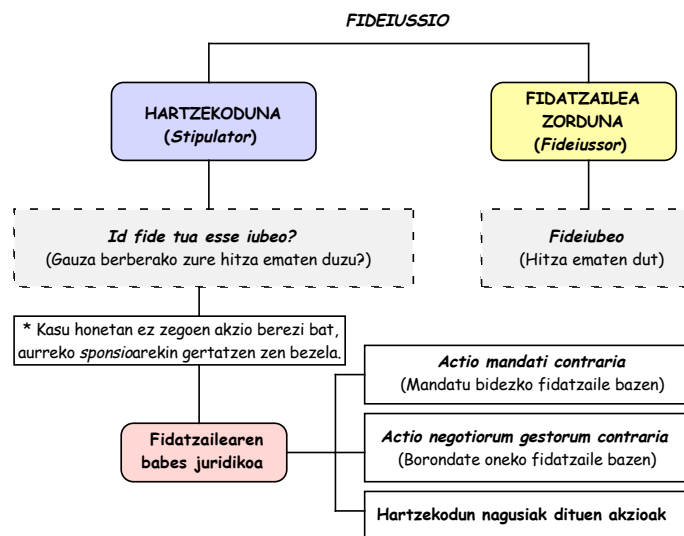 FIDEIUSSIO
HARTZEKODUNA
(Stipulator)
FIDATZAILEA
ZORDUNA
(Fideiussor)
Id fide tua esse iubeo?
(Gauza berberako zure hitza ematen duzu?)
Fideiubeo
(Hitza ematen dut)
* Kasu honetan ez zegoen akzio berezi bat,
aurreko sponsioarekin gertatzen zen bezela.
Fidatzailearen
babes juridikoa
Actio mandati contraria
(Mandatu bidezko fidatzaile bazen)
Actio negotiorum gestorum contraria
(Borondate oneko fidatzaile bazen)
Hartzekodun nagusiak dituen akzioak